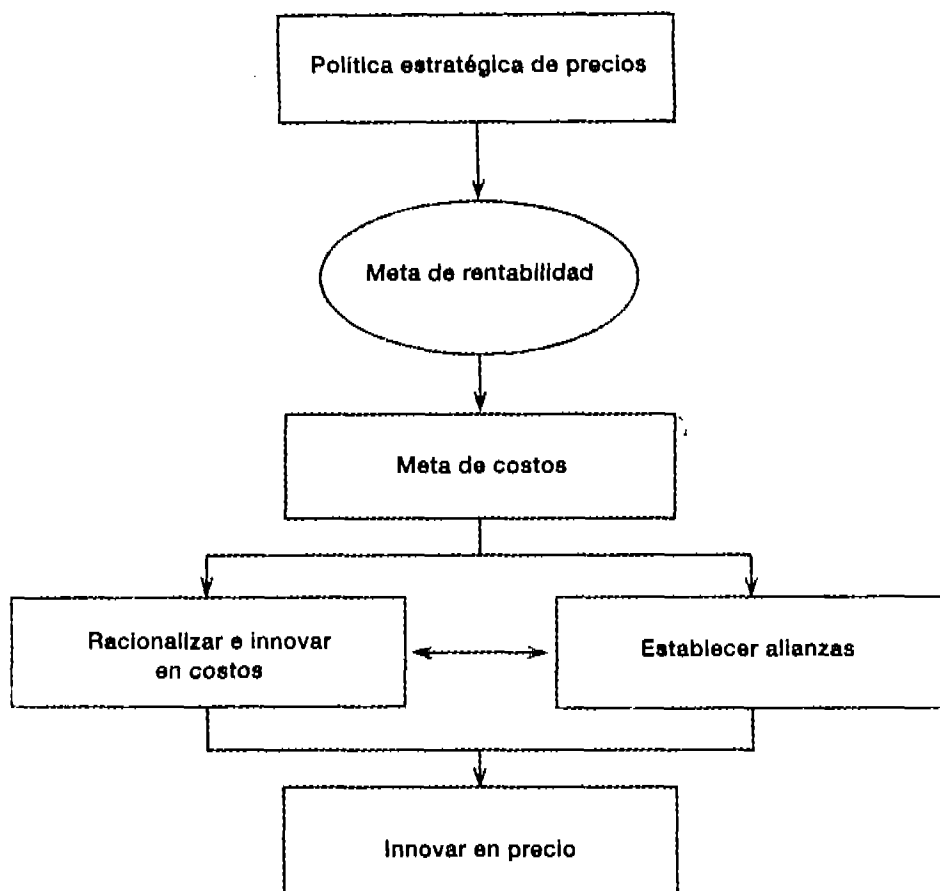 Política estratégica de precios
Meta de rentabilidad
Meta de costos
Racionalizar e innovar
en costos
Establecer alianzas
Innovar en precio